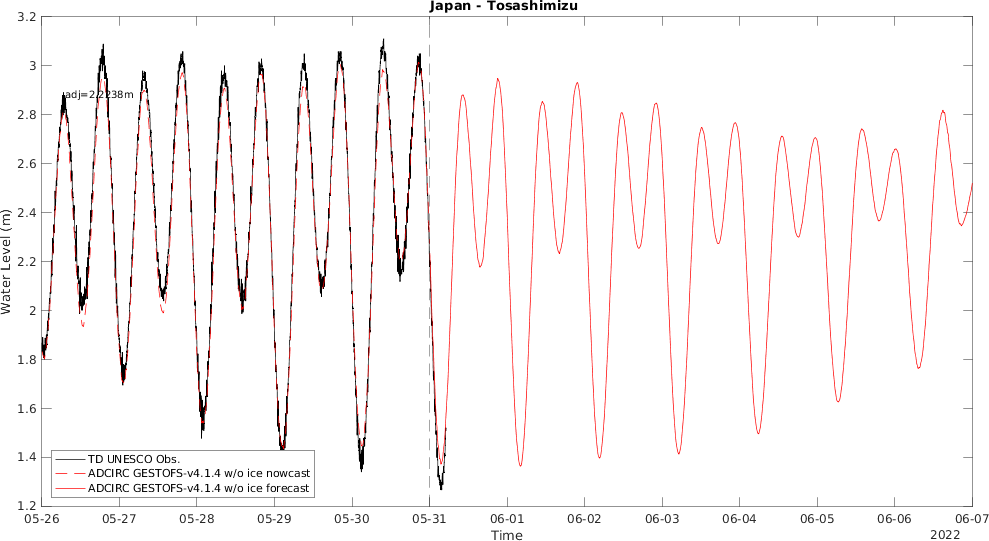 Japan - Tosashimizu
3.2
3
2.8
2.6
2.4
2.2
2
1.8
1.6
1.4
1.2
Water Level (m)
adj=2.2238m
TD UNESCO Obs.
ADCIRC GESTOFS-v4.1.4 w/o ice nowcast
ADCIRC GESTOFS-v4.1.4 w/o ice forecast
05-26 05-27 05-28 05-29 05-30 05-31 06-01 06-02 06-03 06-04 06-05 06-06 06-07
Time
2022